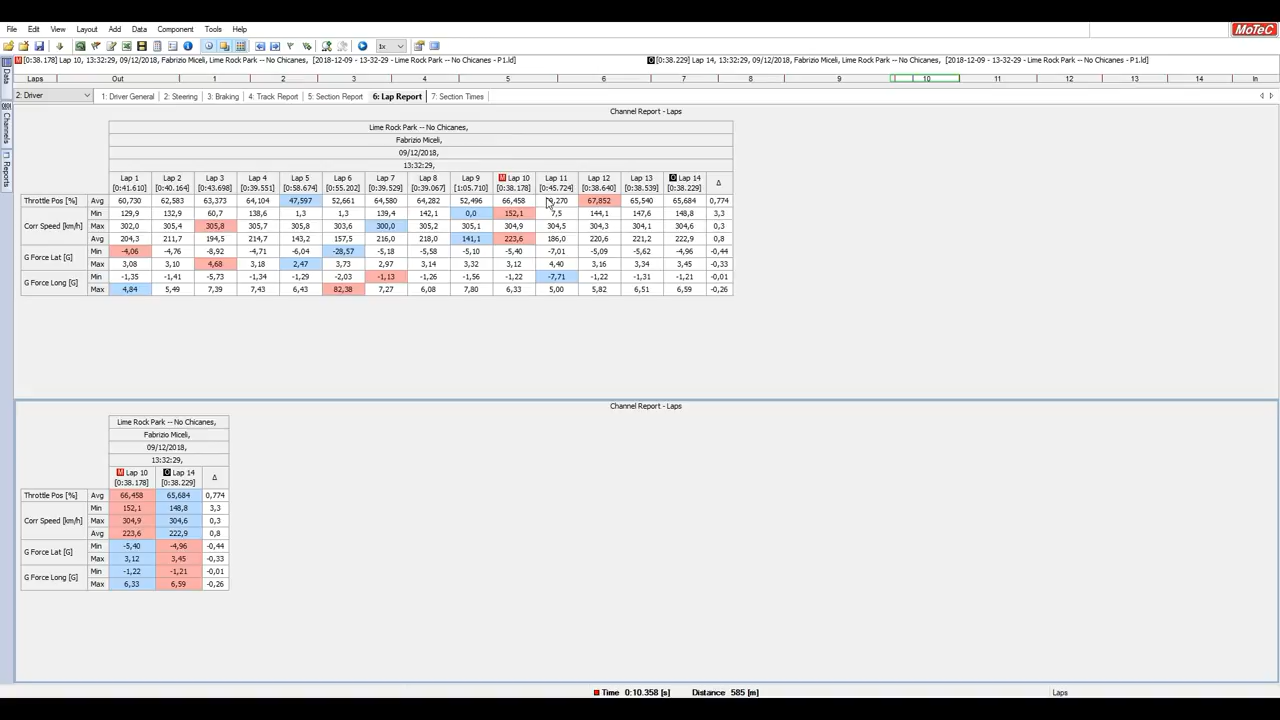 File Edit View Layout Add Data Component Tools Help
MoTeC
1x
M [0:38.178] Lap 10, 13:32:29, 09/12/2018, Fabrizio Miceli, Lime Rock Park -- No Chicanes, [2018-12-09 - 13-32-29 - Lime Rock Park - No Chicanes - P1.ld] O [0:38.229] Lap 14, 13:32:29, 09/12/2018, Fabrizio Miceli, Lime Rock Park -- No Chicanes, [2018-12-09 - 13-32-29 - Lime Rock Park - No Chicanes - P1.ld]
Laps Out 1 2 3 4 5 6 7 8 9 10 11 12 13 14 In
2: Driver 1: Driver General 2: Steering 3: Braking 4: Track Report 5: Section Report 6: Lap Report 7: Section Times
Data
Channels
Reports
Channel Report - Laps
Lime Rock Park -- No Chicanes,
Fabrizio Miceli,
09/12/2018,
13:32:29,
Lap 1 Lap 2 Lap 3 Lap 4 Lap 5 Lap 6 Lap 7 Lap 8 Lap 9 M Lap 10 Lap 11 Lap 12 Lap 13 O Lap 14 Δ
[0:41.610] [0:40.164] [0:43.698] [0:39.551] [0:58.674] [0:55.202] [0:39.529] [0:39.067] [1:05.710] [0:38.178] [0:45.724] [0:38.640] [0:38.539] [0:38.229]
Throttle Pos [%] Avg 60,730 62,583 63,373 64,104 47,597 52,661 64,580 64,282 52,496 66,458 67,852 65,540 65,684 0,774
Corr Speed [km/h] Min 129,9 132,9 60,7 138,6 1,3 1,3 139,4 142,1 0,0 152,1 7,5 144,1 147,6 148,8 3,3
Max 302,0 305,4 305,8 305,7 305,8 303,6 300,0 305,2 305,1 304,9 304,5 304,3 304,1 304,6 0,3
Avg 204,3 211,7 194,5 214,7 143,2 157,5 216,0 218,0 141,1 223,6 186,0 220,6 221,2 222,9 0,8
G Force Lat [G] Min -4,06 -4,76 -8,92 -4,71 -6,04 -28,57 -5,18 -5,58 -5,10 -5,40 -7,01 -5,09 -5,62 -4,96 -0,44
Max 3,08 3,10 4,68 3,18 2,47 3,73 2,97 3,14 3,32 3,12 4,40 3,16 3,34 3,45 -0,33
G Force Long [G] Min -1,35 -1,41 -5,73 -1,34 -1,29 -2,03 -1,13 -1,26 -1,56 -1,22 -7,71 -1,22 -1,31 -1,21 -0,01
Max 4,84 5,49 7,39 7,43 6,43 82,38 7,27 6,08 7,80 6,33 5,00 5,82 6,51 6,59 -0,26
Channel Report - Laps
Lime Rock Park -- No Chicanes,
Fabrizio Miceli,
09/12/2018,
13:32:29,
M Lap 10 O Lap 14 Δ
[0:38.178] [0:38.229]
Throttle Pos [%] Avg 66,458 65,684 0,774
Corr Speed [km/h] Min 152,1 148,8 3,3
Max 304,9 304,6 0,3
Avg 223,6 222,9 0,8
G Force Lat [G] Min -5,40 -4,96 -0,44
Max 3,12 3,45 -0,33
G Force Long [G] Min -1,22 -1,21 -0,01
Max 6,33 6,59 -0,26
Time 0:10.358 [s] Distance 585 [m] Laps